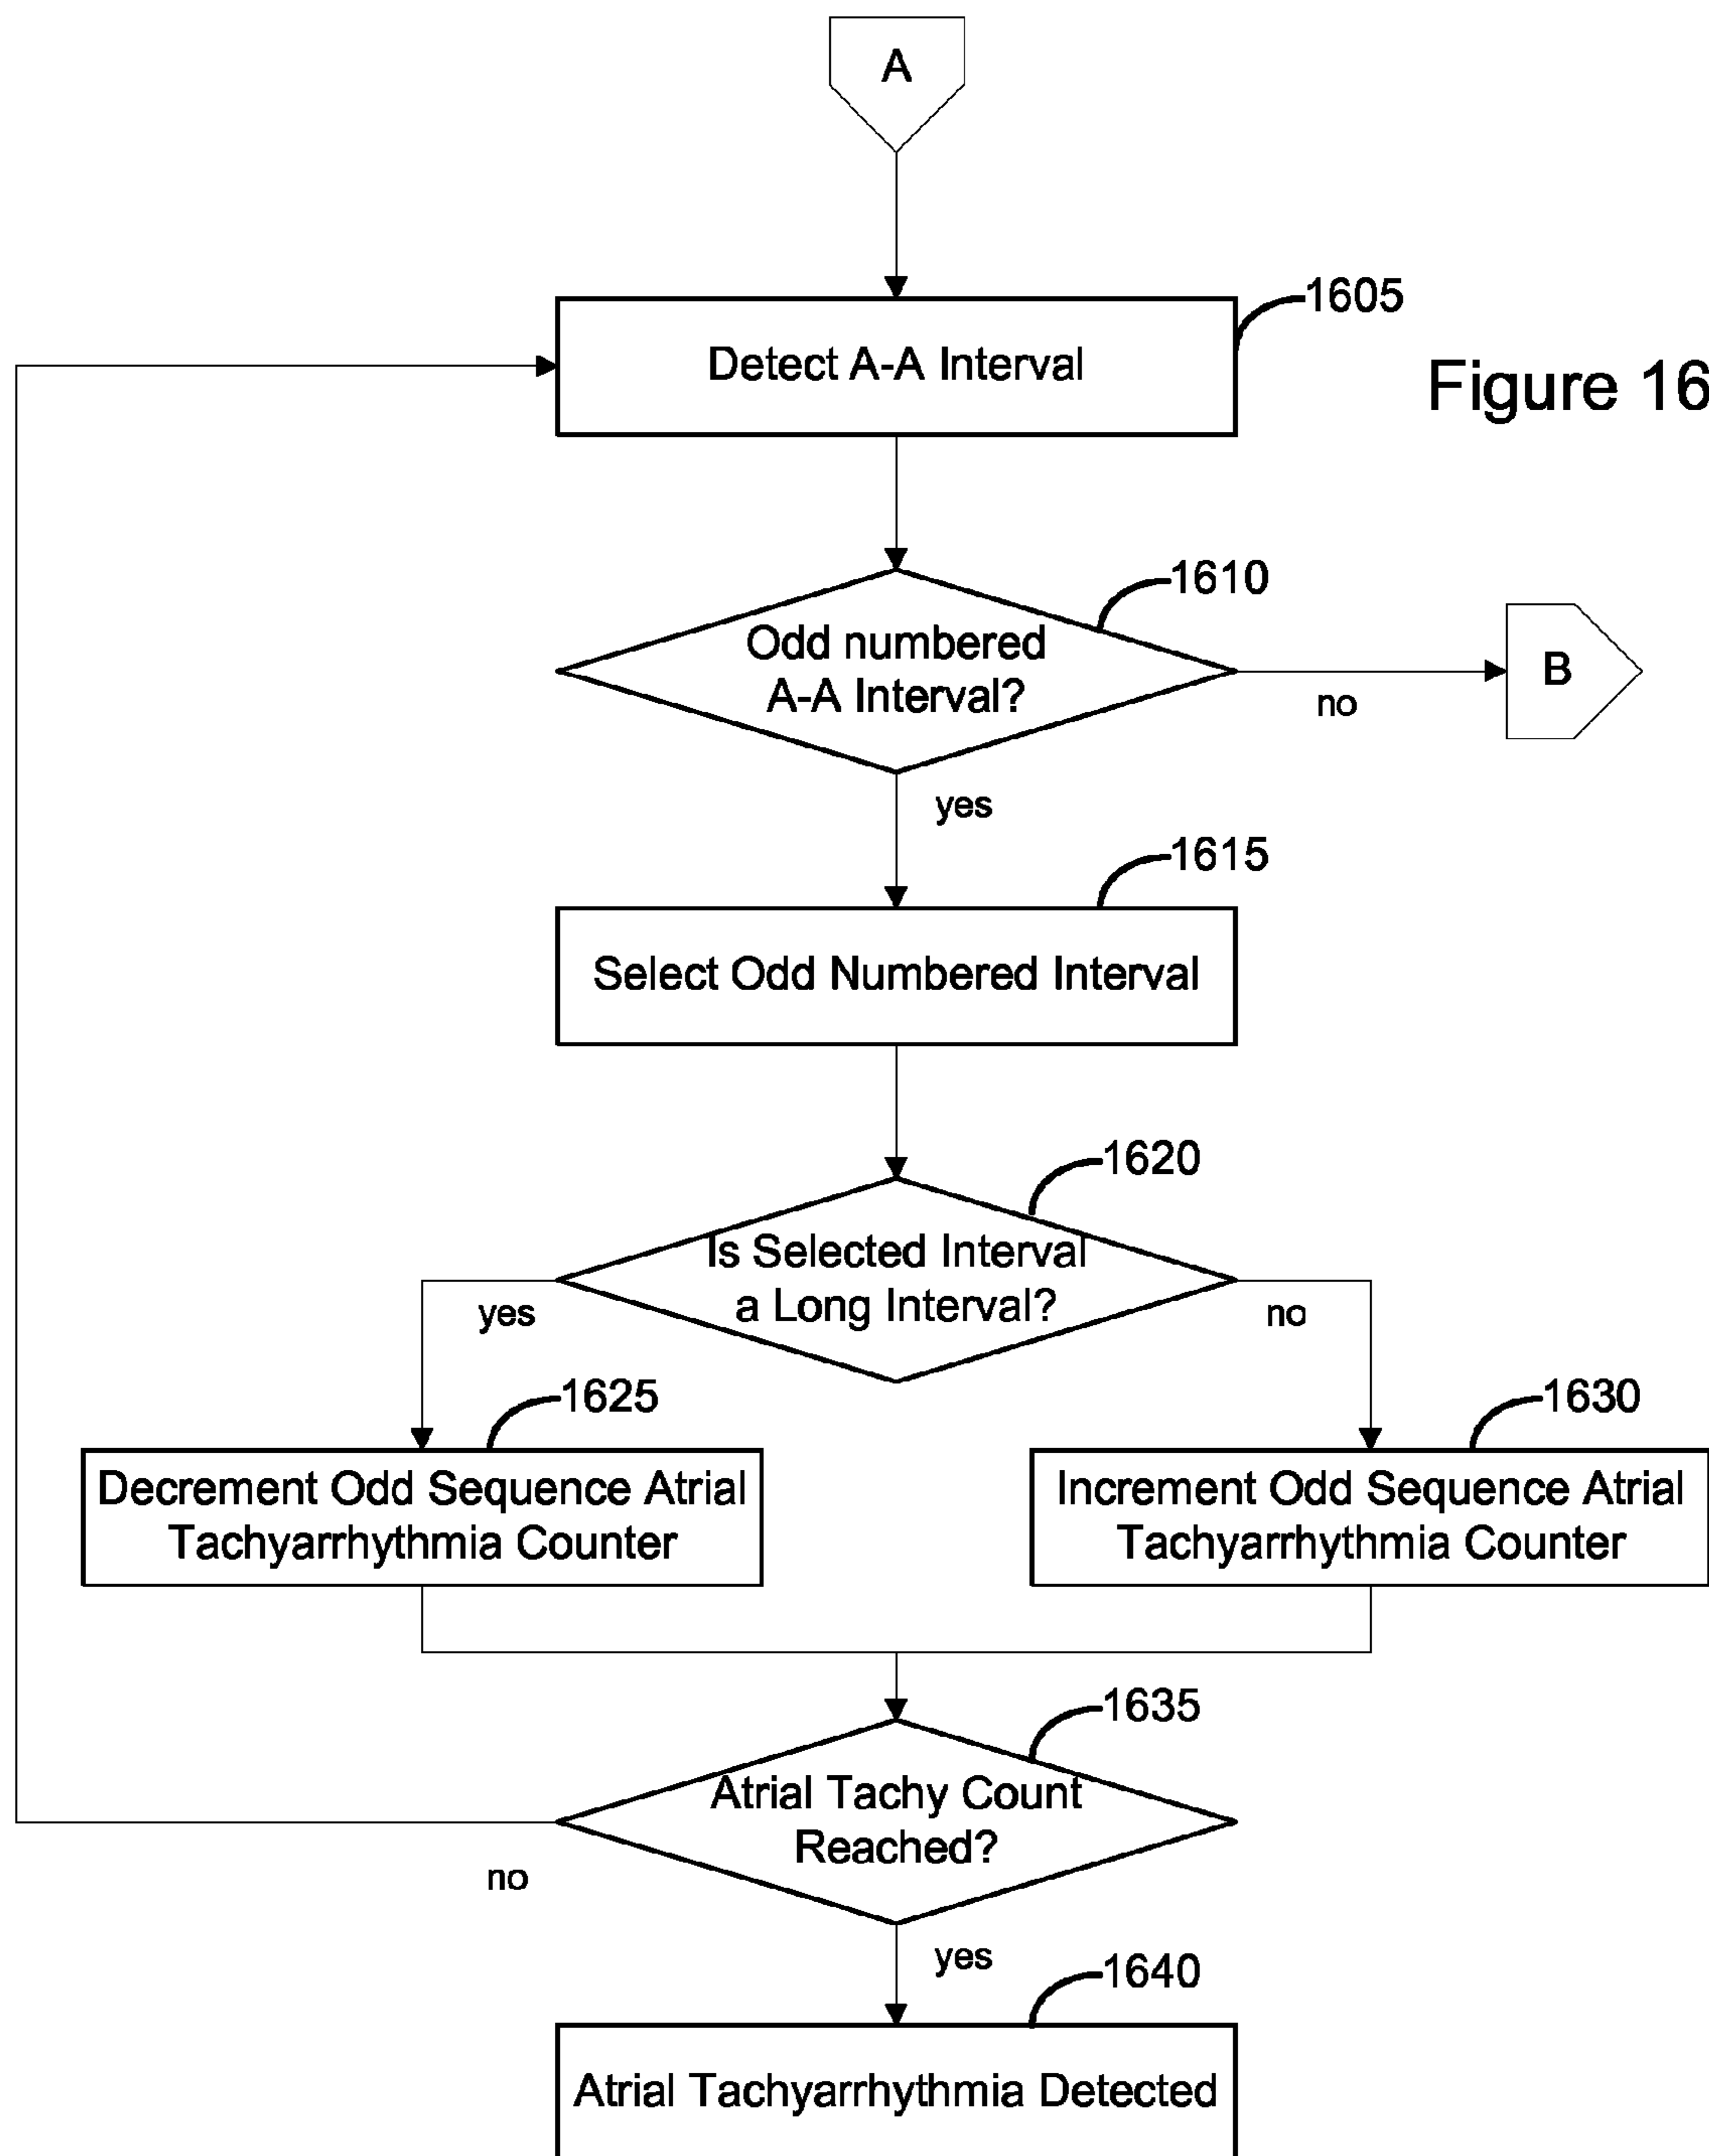 A
1605
Detect A-A Interval
Figure 16
1610
Odd numbered
A-A Interval?
no
B
yes
1615
Select Odd Numbered Interval
1620
Is Selected Interval
a Long Interval?
yes
no
1625
1630
Decrement Odd Sequence Atrial
Tachyarrhythmia Counter
Increment Odd Sequence Atrial
Tachyarrhythmia Counter
1635
Atrial Tachy Count
Reached?
no
yes
1640
Atrial Tachyarrhythmia Detected